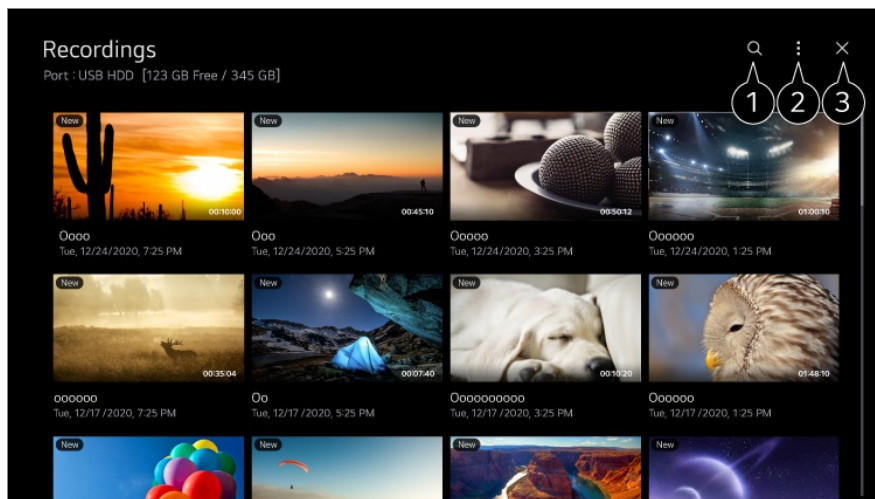 Recordings
Port : USB HDD [123 GB Free / 345 GB]
1 2 3
New New New New
00:10:00 00:45:10 00:50:12 01:00:10
Oooo Ooo Ooooo Oooooo
Tue, 12/24/2020, 7:25 PM Tue, 12/24/2020, 5:25 PM Tue, 12/24/2020, 3:25 PM Tue, 12/24/2020, 1:25 PM
New New New New
00:35:04 00:07:40 00:10:20 01:48:10
oooooo Oo Oooooooooo Oooooo
Tue, 12/17 /2020, 7:25 PM Tue, 12/17 /2020, 5:25 PM Tue, 12/17 /2020, 3:25 PM Tue, 12/17 /2020, 1:25 PM
New New New New